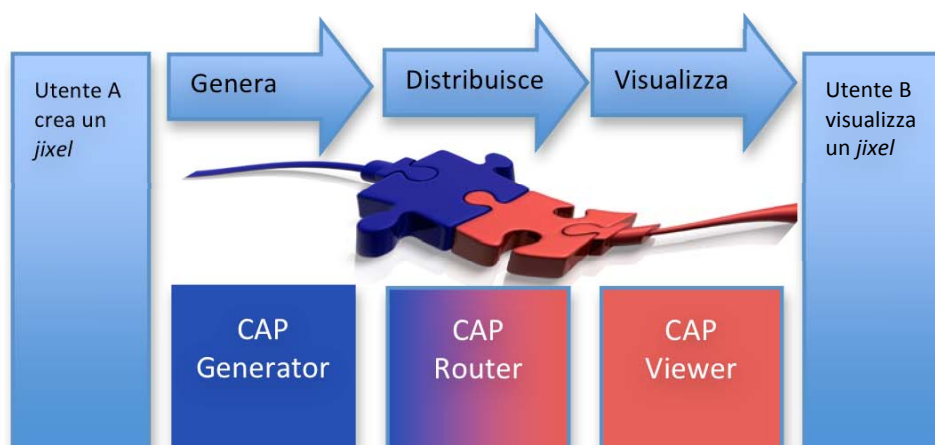 Utente A
crea un
jixel
Genera
Distribuisce
Visualizza
Utente B
visualizza
un jixel
CAP
Generator
CAP
Router
CAP
Viewer